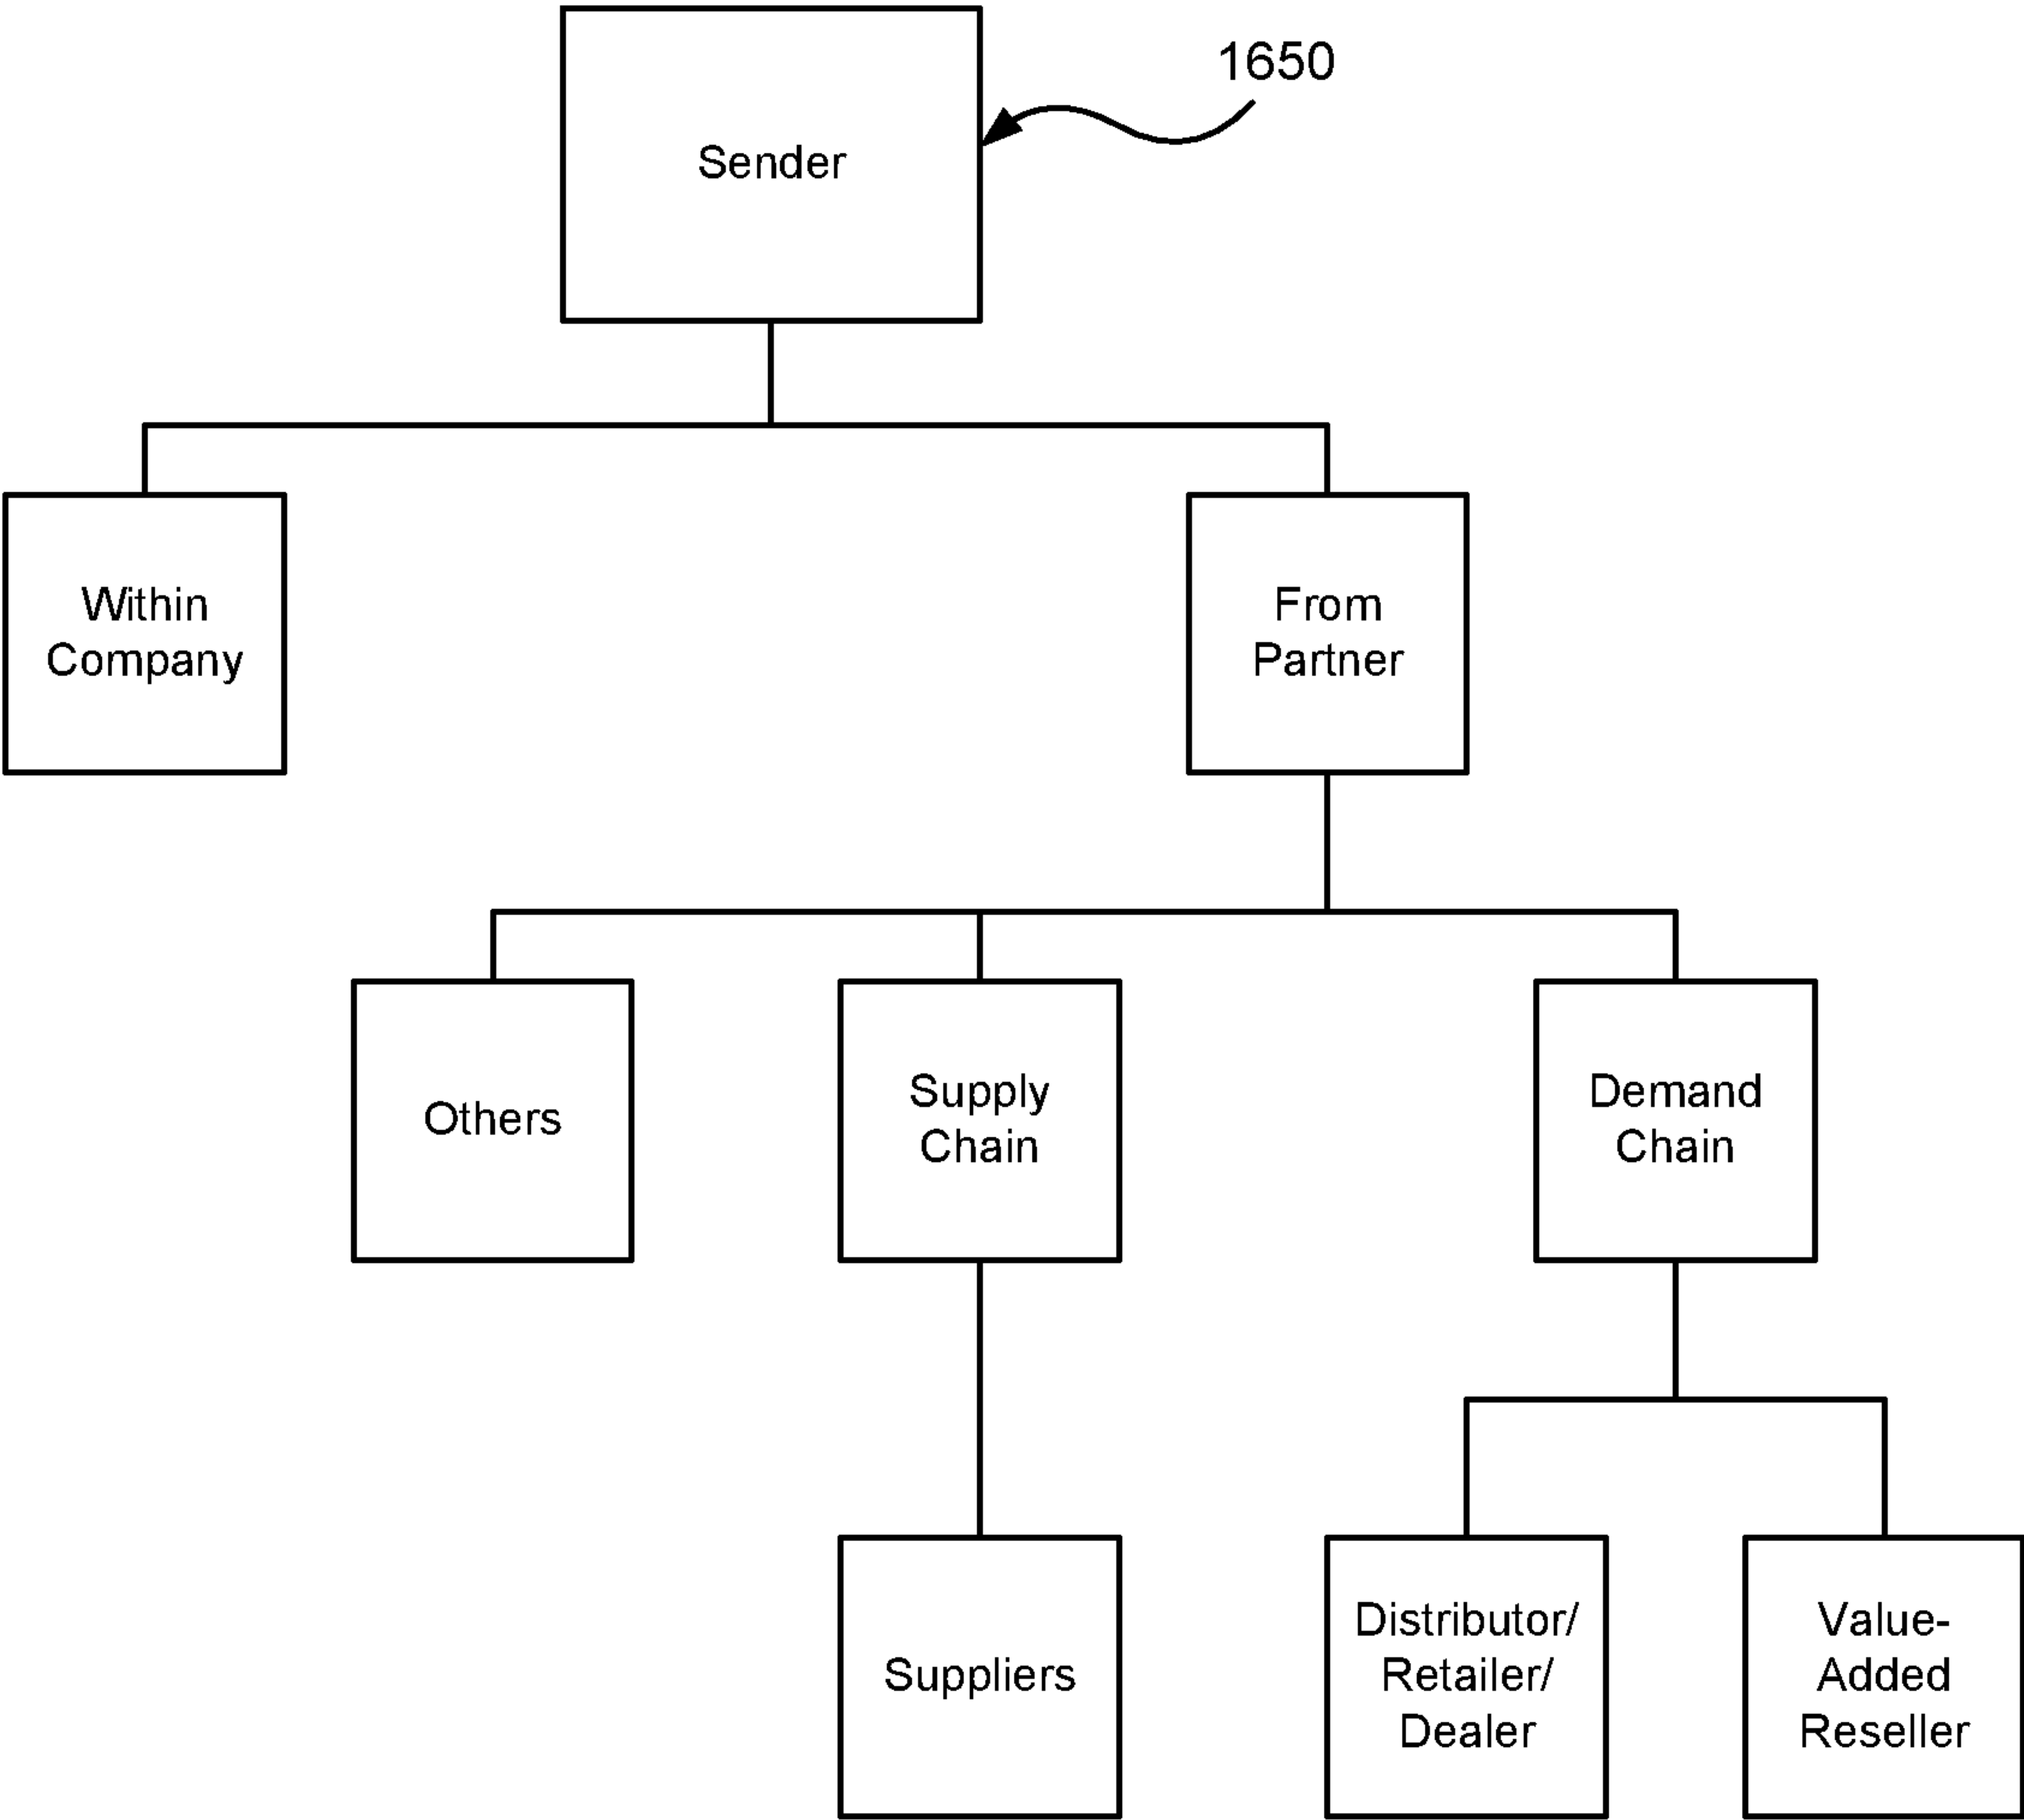 1650
Sender
Within
Company
From
Partner
Others
Supply
Chain
Demand
Chain
Suppliers
Distributor/
Retailer/
Dealer
Value-
Added
Reseller